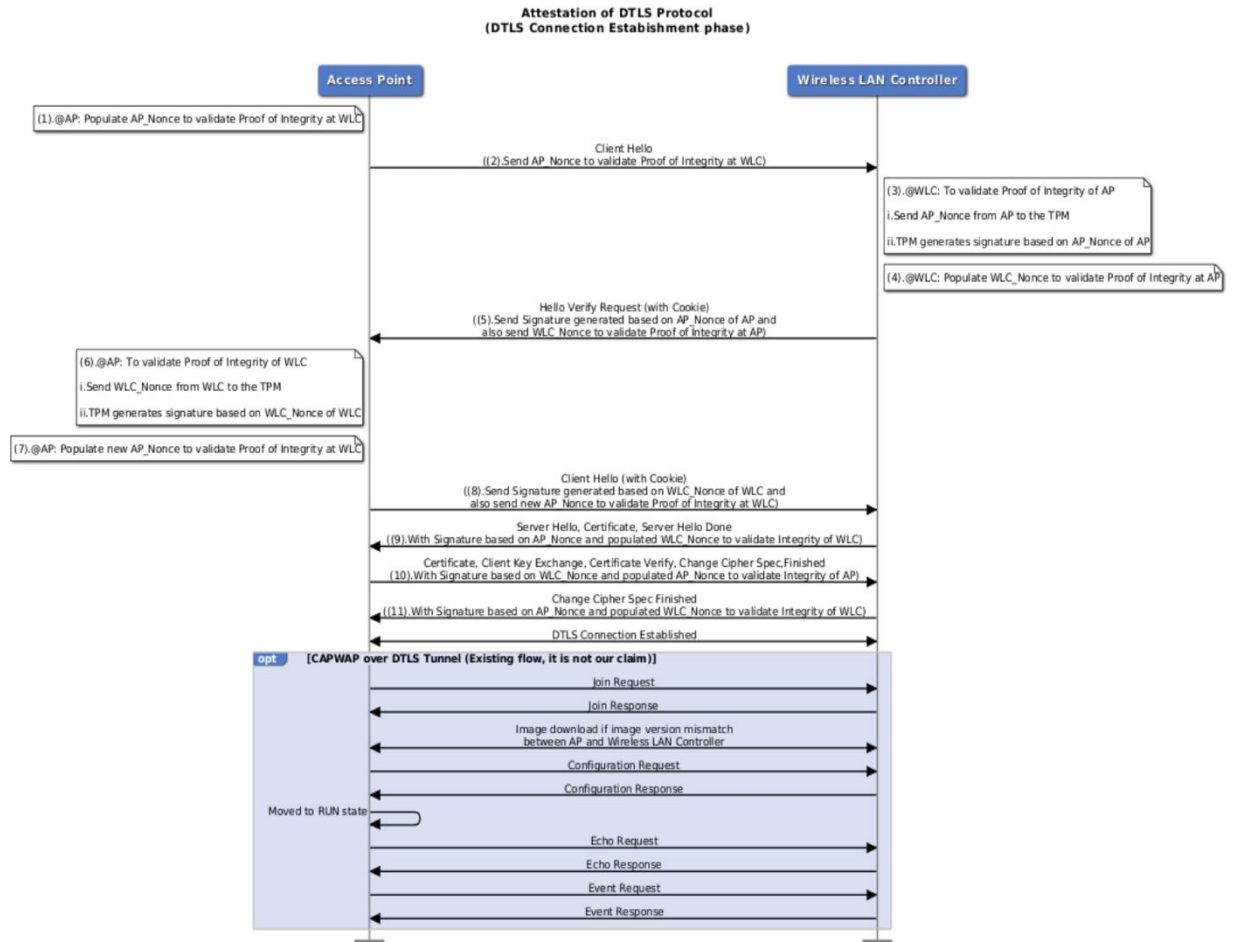 Attestation of DTLS Protocol
(DTLS Connection Estabishment phase)
Access Point
Wireless LAN Controller
(1).@AP: Populate AP_Nonce to validate Proof of Integrity at WLC
Client Hello
((2).Send AP_Nonce to validate Proof of Integrity at WLC)
(3).@WLC: To validate Proof of Integrity of AP
i.Send AP_Nonce from AP to the TPM
ii.TPM generates signature based on AP_Nonce of AP
(4).@WLC: Populate WLC_Nonce to validate Proof of Integrity at AP
Hello Verify Request (with Cookie)
((5).Send Signature generated based on AP_Nonce of AP and
also send WLC_Nonce to validate Proof of Integrity at AP)
(6).@AP: To validate Proof of Integrity of WLC
i.Send WLC_Nonce from WLC to the TPM
ii.TPM generates signature based on WLC_Nonce of WLC
(7).@AP: Populate new AP_Nonce to validate Proof of Integrity at WLC
Client Hello (with Cookie)
((8).Send Signature generated based on WLC_Nonce of WLC and
also send new AP_Nonce to validate Proof of Integrity at WLC)
Server Hello, Certificate, Server Hello Done
((9).With Signature based on AP_Nonce and populated WLC_Nonce to validate Integrity of WLC)
Certificate, Client Key Exchange, Certificate Verify, Change Cipher Spec,Finished
(10).With Signature based on WLC_Nonce and populated AP_Nonce to validate Integrity of AP)
Change Cipher Spec Finished
((11).With Signature based on AP_Nonce and populated WLC_Nonce to validate Integrity of WLC)
DTLS Connection Established
opt [CAPWAP over DTLS Tunnel (Existing flow, it is not our claim)]
Join Request
Join Response
Image download if image version mismatch
between AP and Wireless LAN Controller
Configuration Request
Configuration Response
Moved to RUN state
Echo Request
Echo Response
Event Request
Event Response